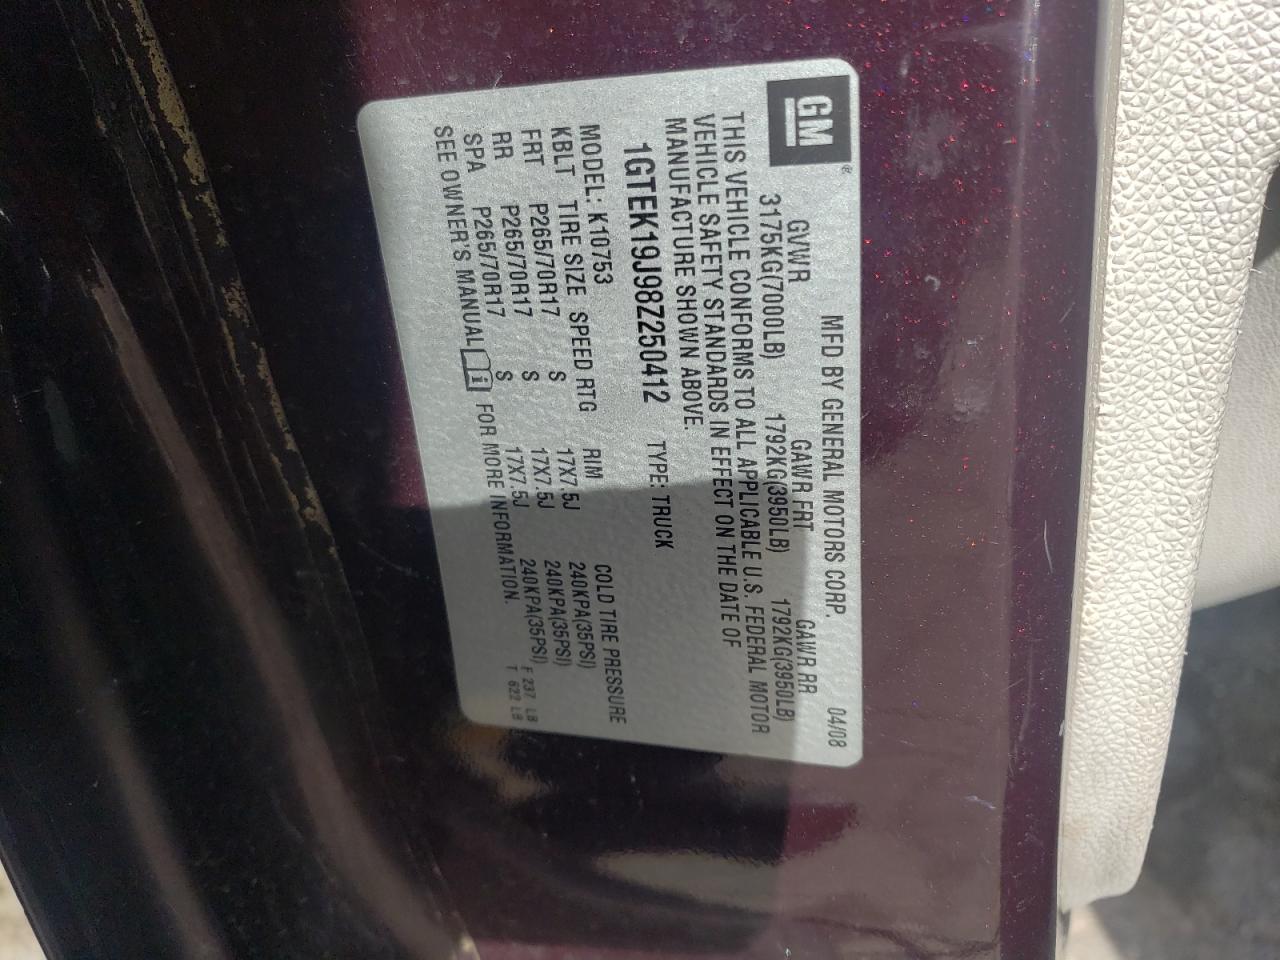 GM® MFD BY GENERAL MOTORS CORP. 04/08
GVWR GAWR FRT GAWR RR
3175KG(7000LB) 1792KG(3950LB) 1792KG(3950LB)
THIS VEHICLE CONFORMS TO ALL APPLICABLE U.S. FEDERAL MOTOR
VEHICLE SAFETY STANDARDS IN EFFECT ON THE DATE OF
MANUFACTURE SHOWN ABOVE.
1GTEK19J98Z250412 TYPE: TRUCK
MODEL: K10753
KBLT TIRE SIZE SPEED RTG RIM COLD TIRE PRESSURE
FRT P265/70R17 S 17X7.5J 240KPA(35PSI)
RR P265/70R17 S 17X7.5J 240KPA(35PSI)
SPA P265/70R17 S 17X7.5J 240KPA(35PSI) F 237 LB
SEE OWNER'S MANUAL i FOR MORE INFORMATION. T 622 LB